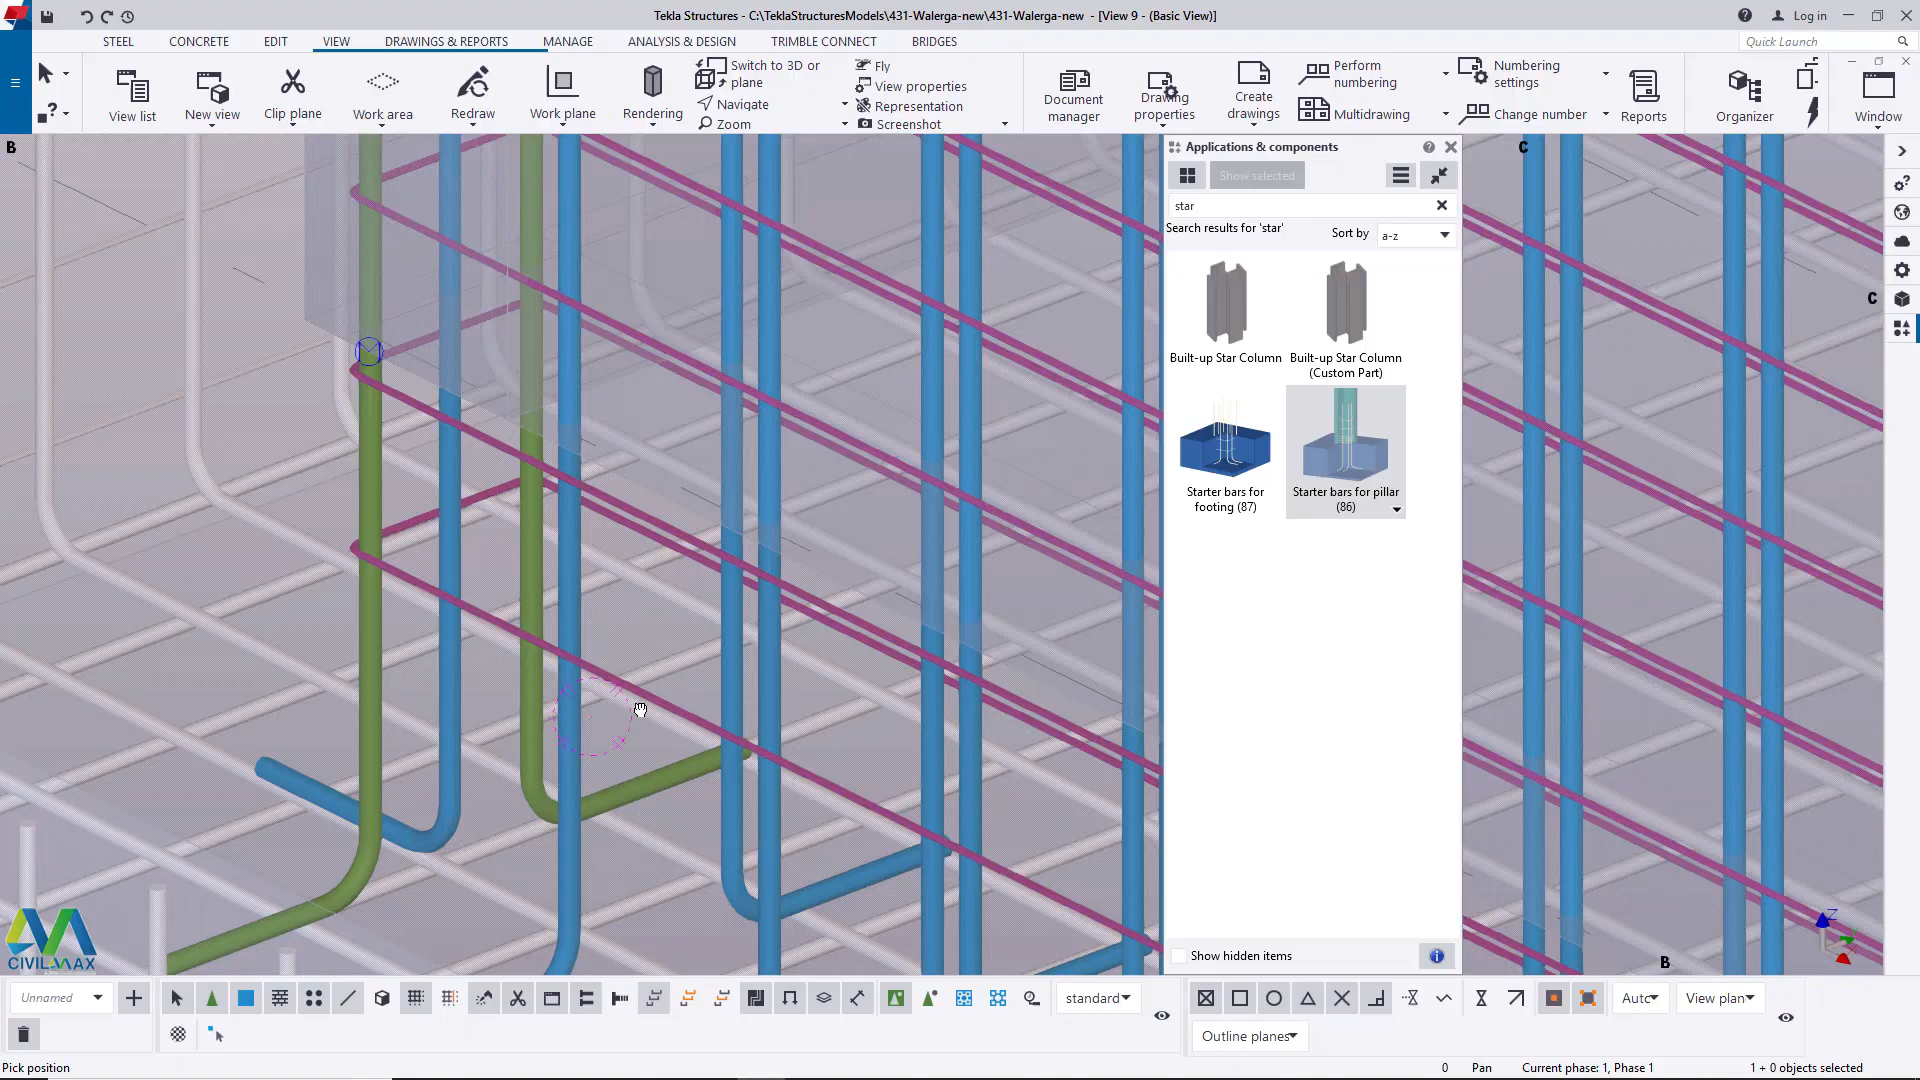 Tekla Structures - C:\TeklaStructuresModels\431-Walerga-new\431-Walerga-new - [View 9 - (Basic View)]
Log in
STEEL CONCRETE EDIT VIEW DRAWINGS & REPORTS MANAGE ANALYSIS & DESIGN TRIMBLE CONNECT BRIDGES
Quick Launch
View list
New view
Clip plane
Work area
Redraw
Work plane
Rendering
Switch to 3D or
plane
Navigate
Zoom
Fly
View properties
Representation
Screenshot
Document
manager
Drawing
properties
Create
drawings
Perform
numbering
Multidrawing
Numbering
settings
Change number
Reports
Organizer
Window
B
Applications & components
Show selected
star
Search results for 'star'
Sort by
a-z
Built-up Star Column
Built-up Star Column
(Custom Part)
Starter bars for
footing (87)
Starter bars for pillar
(86)
C
C
Show hidden items
B
Z
CIVILMAX
Unnamed
standard
Auto
View plan
Outline planes
Pick position
0
Pan
Current phase: 1, Phase 1
1 + 0 objects selected